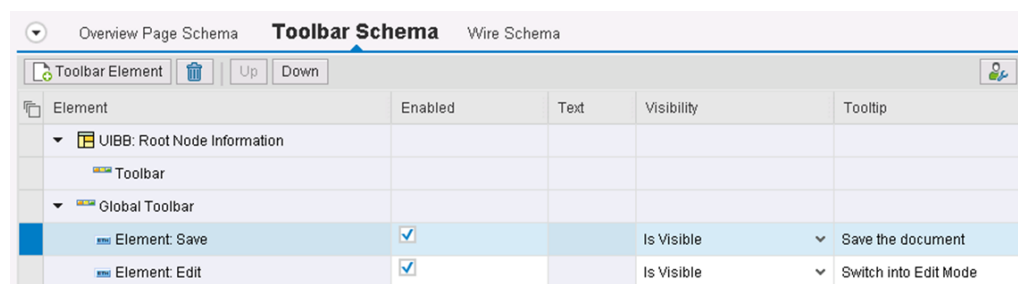 Overview Page Schema Toolbar Schema Wire Schema
Toolbar Element Up Down
Element Enabled Text Visibility Tooltip
UIBB: Root Node Information
Toolbar
Global Toolbar
Element: Save Is Visible Save the document
Element: Edit Is Visible Switch into Edit Mode